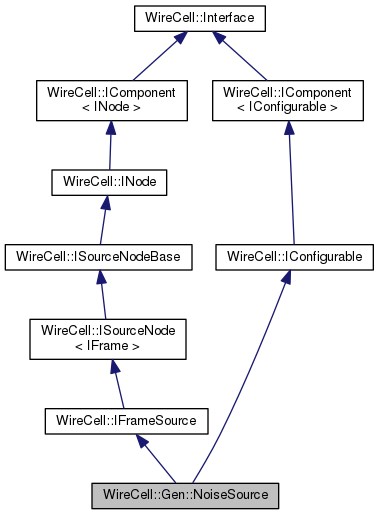 WireCell::Interface
WireCell::IComponent
< INode >
WireCell::IComponent
< IConfigurable >
WireCell::INode
WireCell::ISourceNodeBase
WireCell::IConfigurable
WireCell::ISourceNode
< IFrame >
WireCell::IFrameSource
WireCell::Gen::NoiseSource